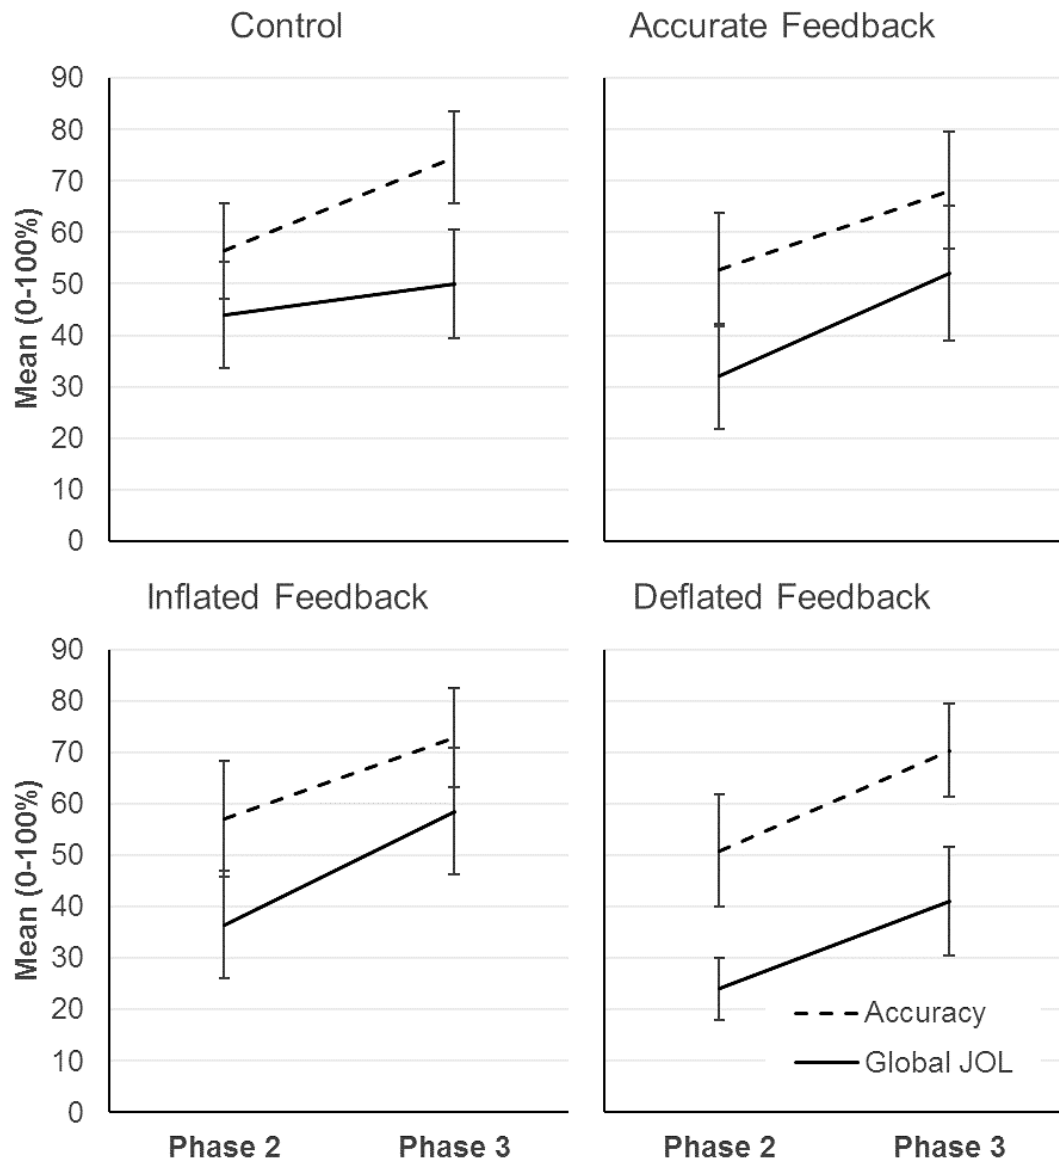 Control
Accurate Feedback
Mean (0-100%)
90
80
70
60
50
40
30
20
10
0
Inflated Feedback
Deflated Feedback
Mean (0-100%)
90
80
70
60
50
40
30
20
10
0
Accuracy
Global JOL
Phase 2
Phase 3
Phase 2
Phase 3